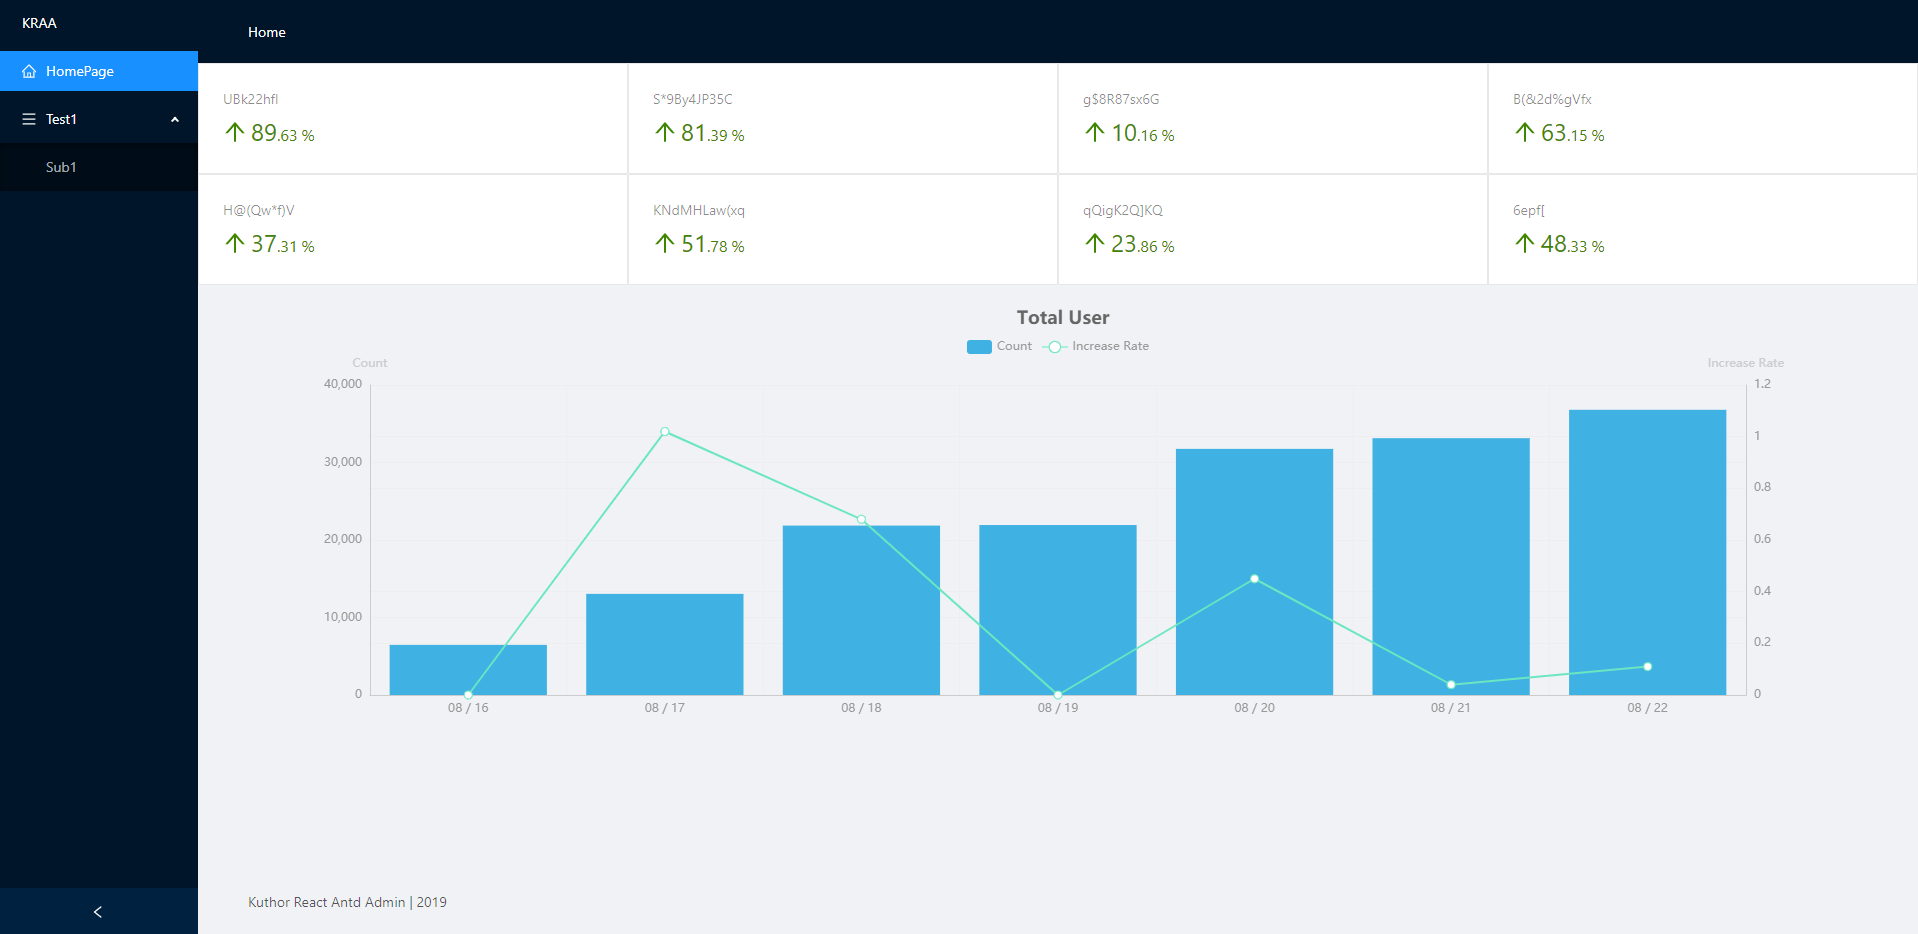 KRAA
Home
HomePage
Test1
Sub1
UBk22hfI
89.63 %
S*9By4JP35C
81.39 %
g$8R87sx6G
10.16 %
B(&2d%gVfx
63.15 %
H@(Qw*f)V
37.31 %
KNdMHLaw(xq
51.78 %
qQigK2Q]KQ
23.86 %
6epf[
48.33 %
Total User
Count
Increase Rate
Count
Increase Rate
40,000
30,000
20,000
10,000
0
1.2
1
0.8
0.6
0.4
0.2
0
08 / 16
08 / 17
08 / 18
08 / 19
08 / 20
08 / 21
08 / 22
Kuthor React Antd Admin | 2019